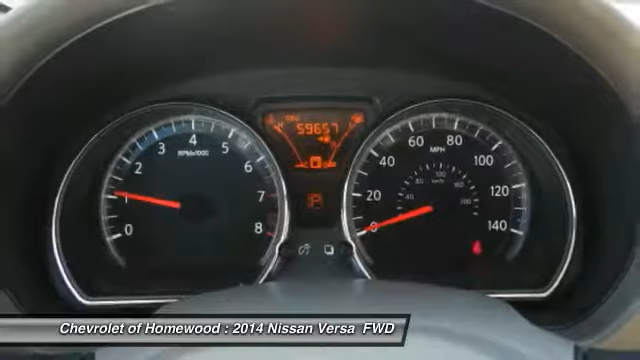 59657
0 1 2 3 4 5 6 7 8
RPMx1000
P
0 20 40 60 80 100 120 140
MPH
Chevrolet of Homewood : 2014 Nissan Versa FWD